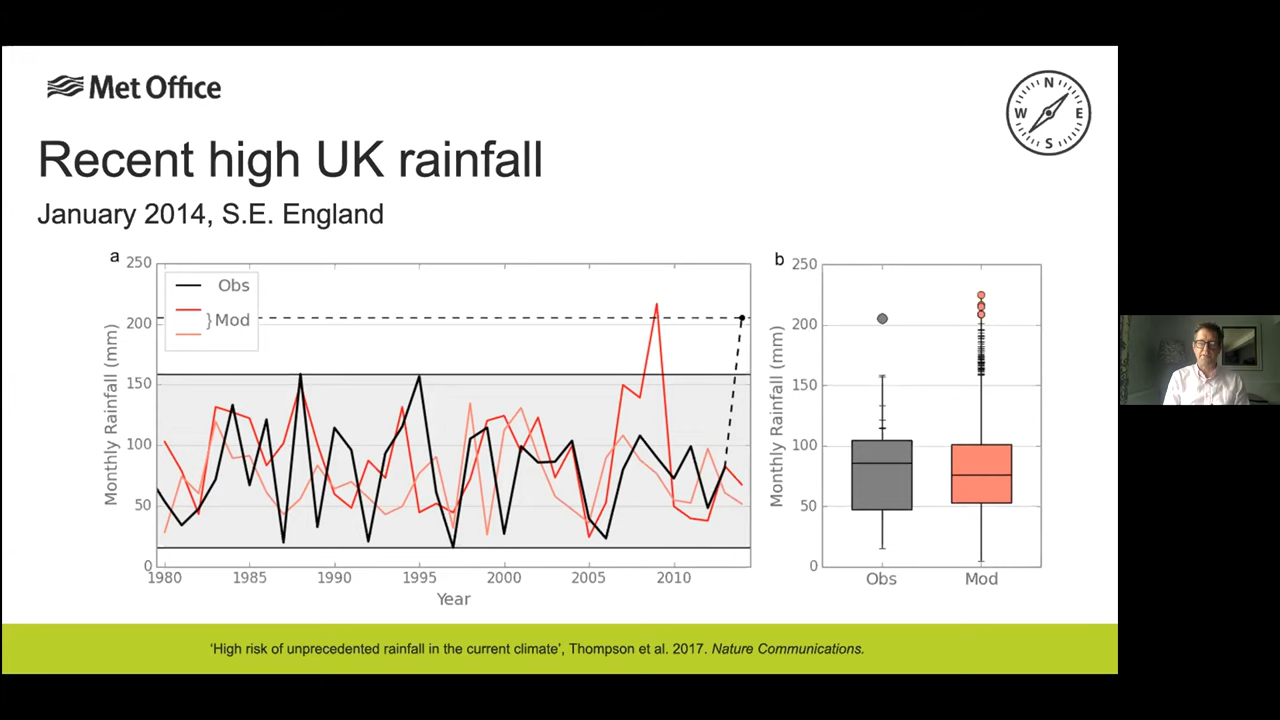 Met Office
N
W E
S
Recent high UK rainfall
January 2014, S.E. England
a
Monthly Rainfall (mm)
250
200
150
100
50
0
Obs
}Mod
1980 1985 1990 1995 2000 2005 2010
Year
b
Monthly Rainfall (mm)
250
200
150
100
50
0
Obs Mod
‘High risk of unprecedented rainfall in the current climate’, Thompson et al. 2017. Nature Communications.